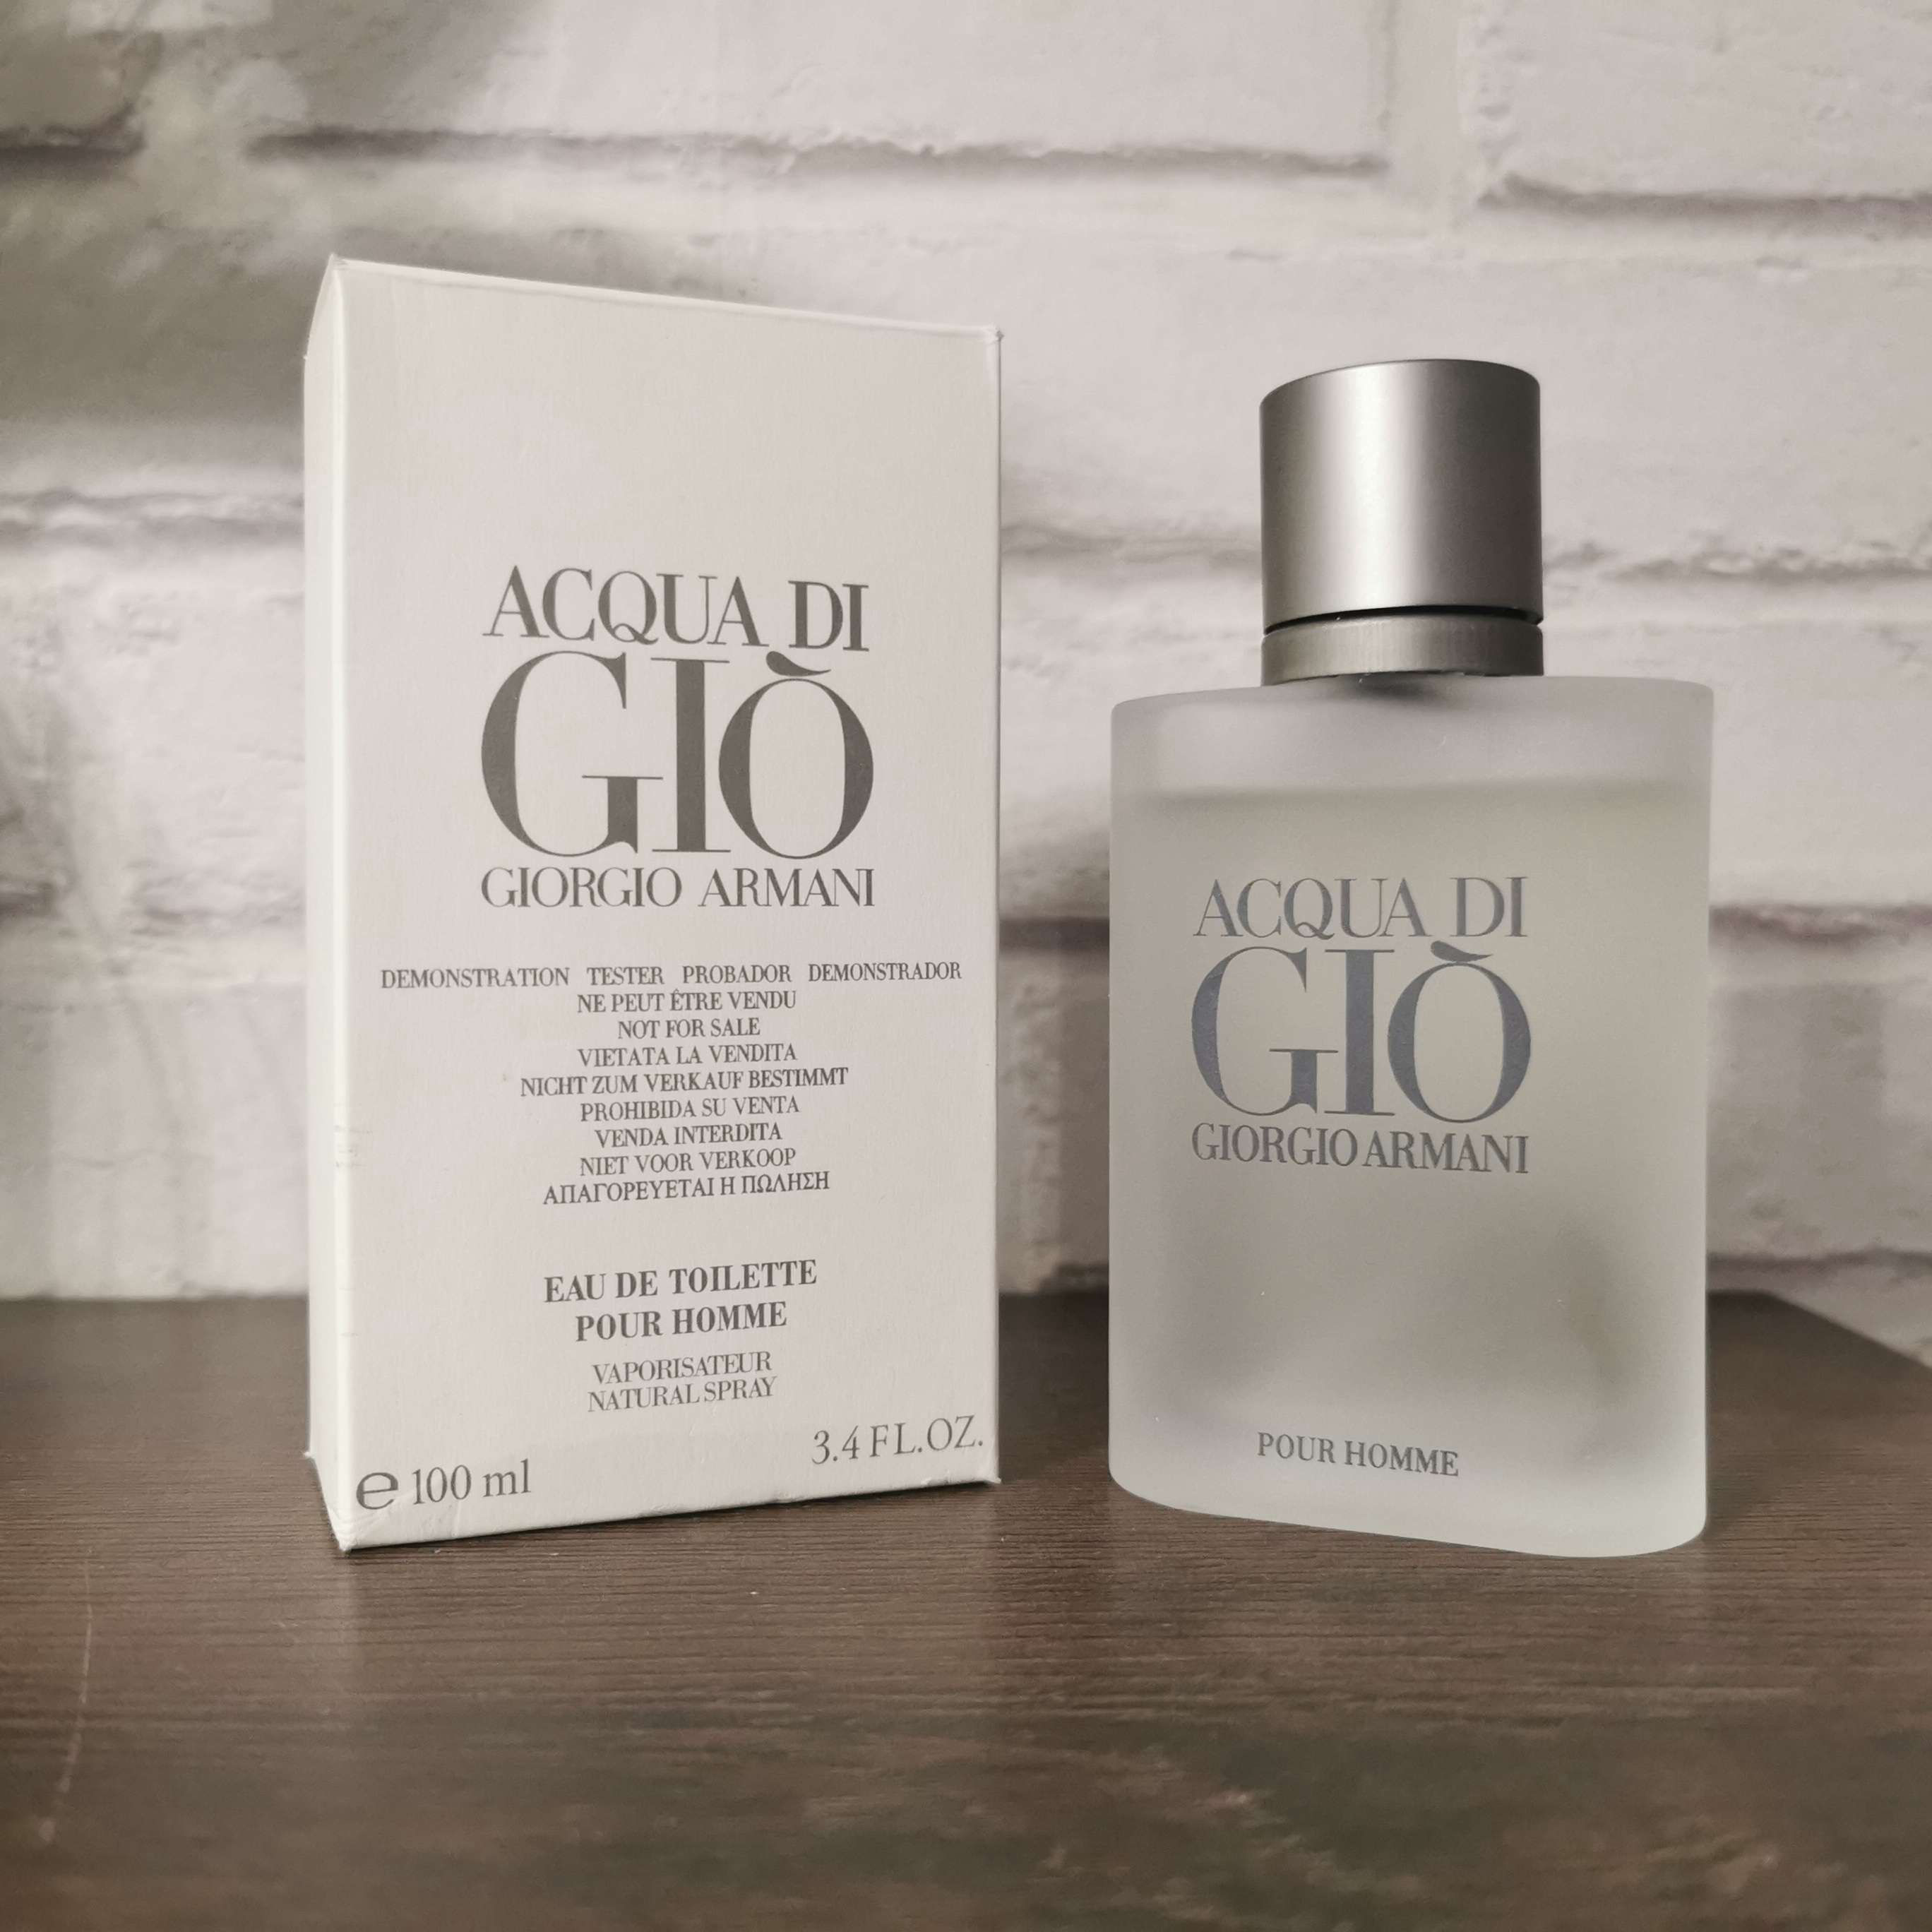 ACQUA DI
GIÒ
GIORGIO ARMANI
DEMONSTRATION TESTER PROBADOR DEMONSTRADOR
NE PEUT ÊTRE VENDU
NOT FOR SALE
VIETATA LA VENDITA
NICHT ZUM VERKAUF BESTIMMT
PROHIBIDA SU VENTA
VENDA INTERDITA
NIET VOOR VERKOOP
ΑΠΑΓΟΡΕΥΕΤΑΙ Η ΠΩΛΗΣΗ
EAU DE TOILETTE
POUR HOMME
VAPORISATEUR
NATURAL SPRAY
℮ 100 ml 3.4 FL.OZ.
ACQUA DI
GIÒ
GIORGIO ARMANI
POUR HOMME